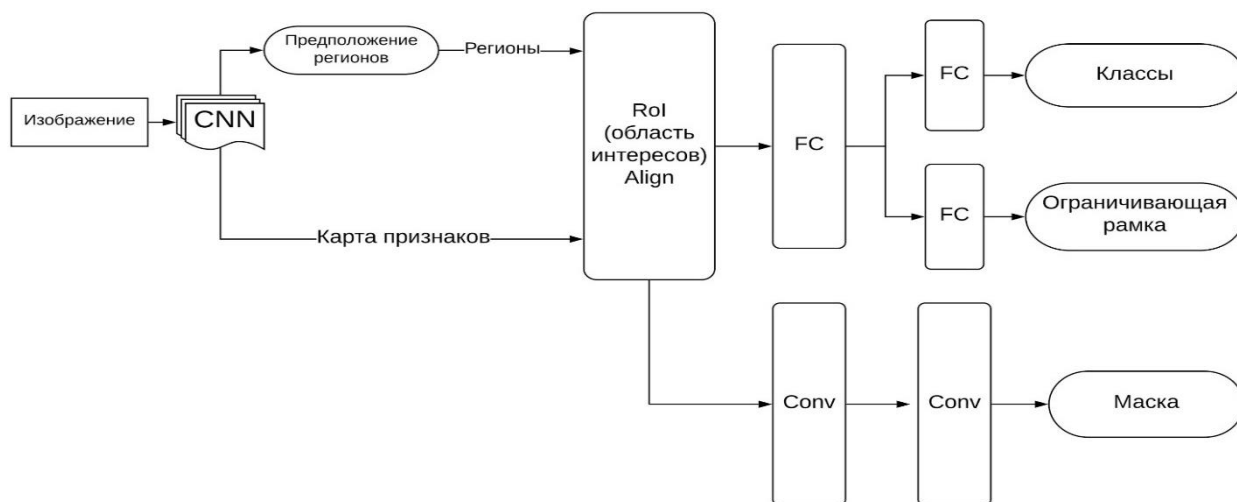 Изображение
CNN
Предположение
регионов
Регионы
Карта признаков
RoI
(область
интересов)
Align
FC
FC
Классы
FC
Ограничивающая
рамка
Conv
Conv
Маска